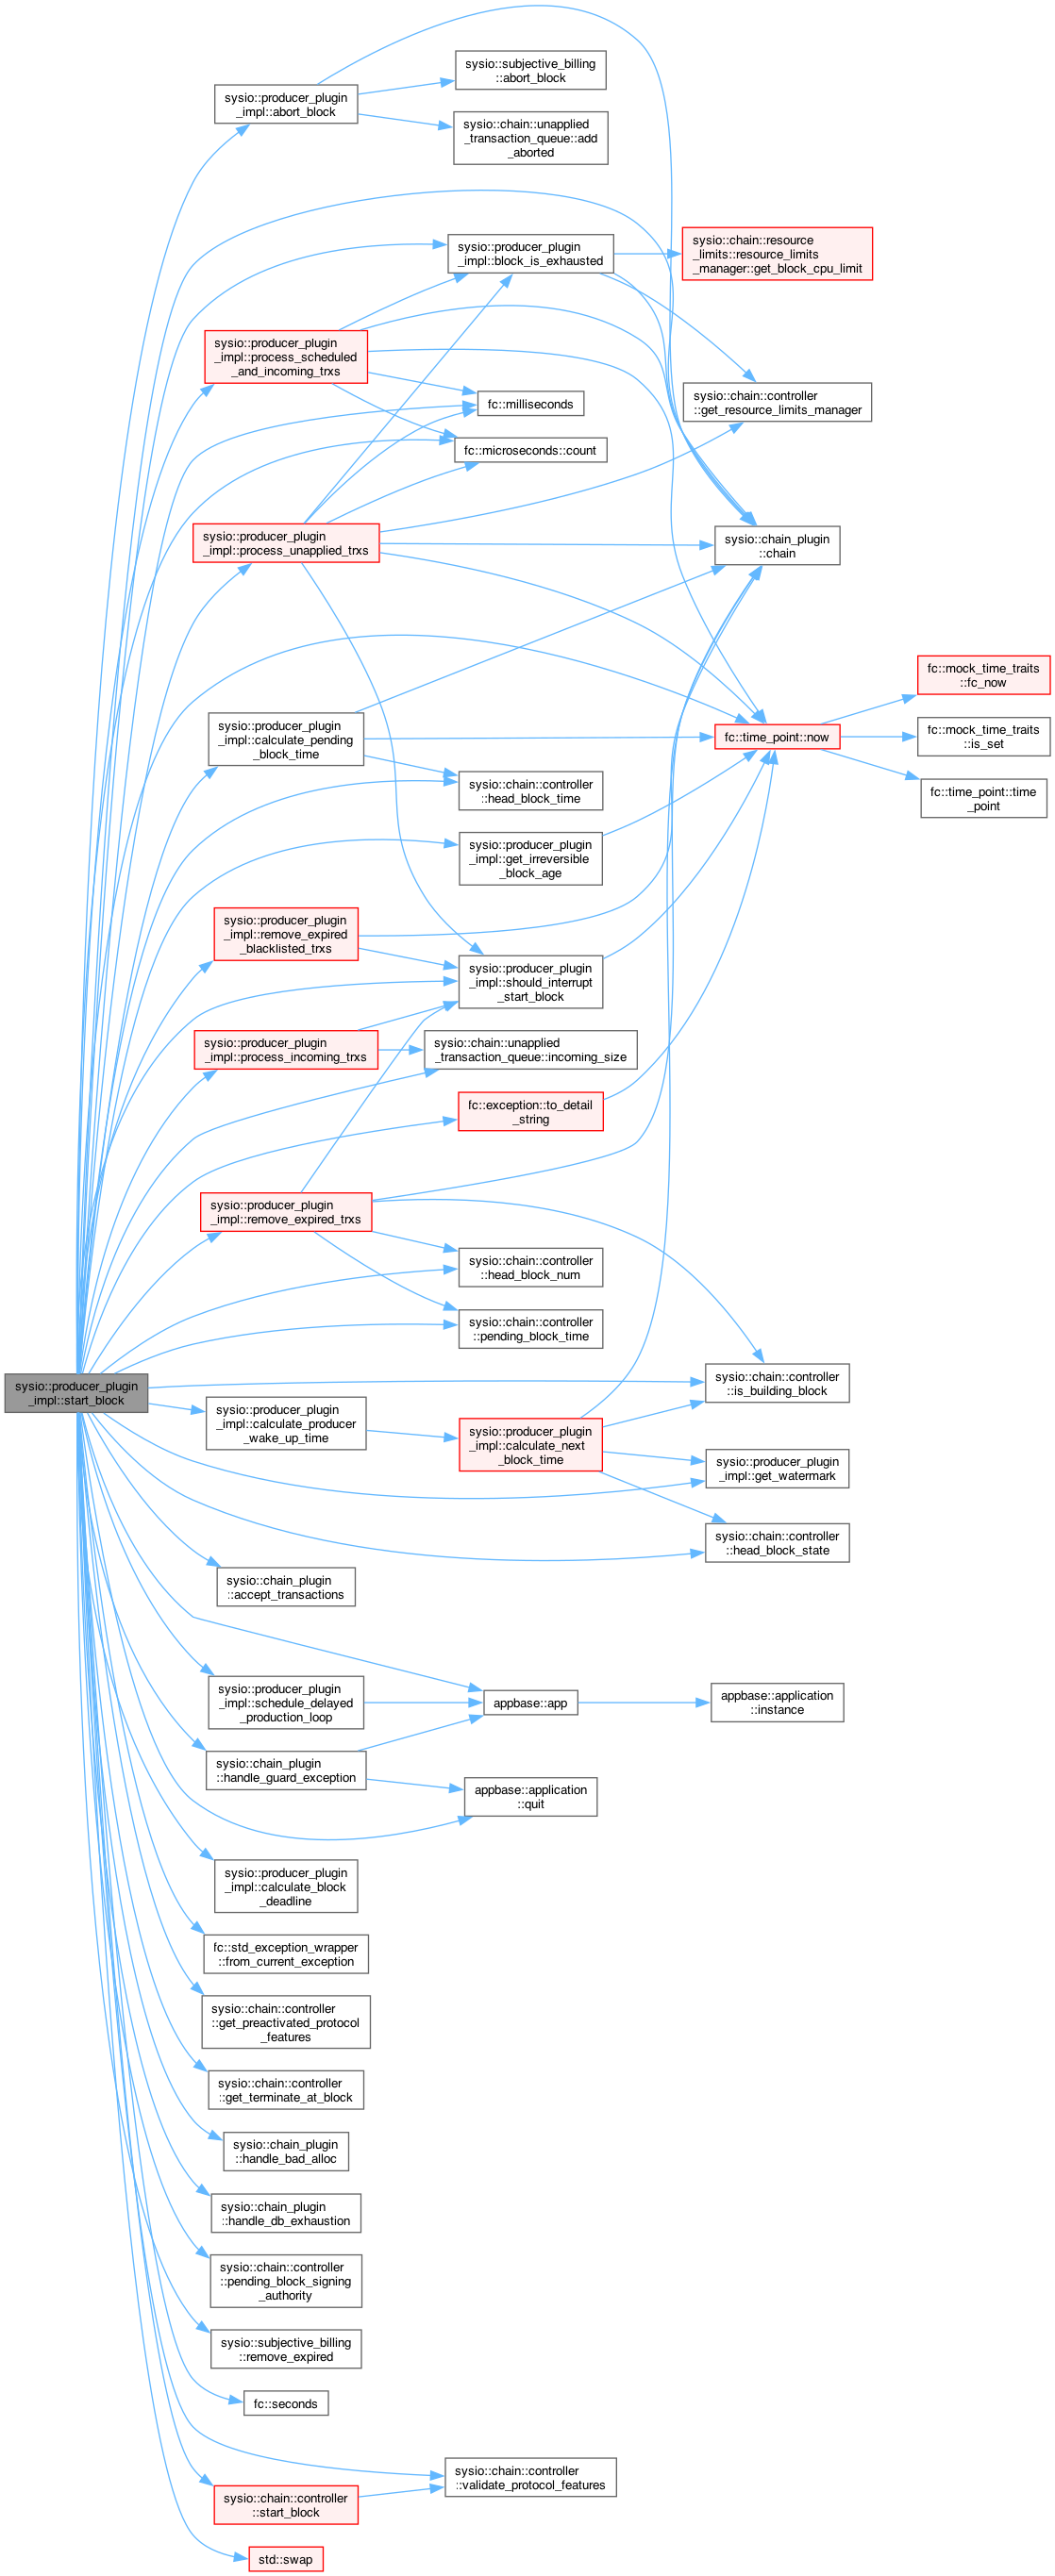 sysio::subjective_billing
::abort_block
sysio::producer_plugin
_impl::abort_block
sysio::chain::unapplied
_transaction_queue::add
_aborted
sysio::producer_plugin
_impl::block_is_exhausted
sysio::chain::resource
_limits::resource_limits
_manager::get_block_cpu_limit
sysio::producer_plugin
_impl::process_scheduled
_and_incoming_trxs
fc::milliseconds
sysio::chain::controller
::get_resource_limits_manager
fc::microseconds::count
sysio::producer_plugin
_impl::process_unapplied_trxs
sysio::chain_plugin
::chain
fc::mock_time_traits
::fc_now
sysio::producer_plugin
_impl::calculate_pending
_block_time
fc::time_point::now
fc::mock_time_traits
::is_set
sysio::chain::controller
::head_block_time
fc::time_point::time
_point
sysio::producer_plugin
_impl::get_irreversible
_block_age
sysio::producer_plugin
_impl::remove_expired
_blacklisted_trxs
sysio::producer_plugin
_impl::should_interrupt
_start_block
sysio::producer_plugin
_impl::process_incoming_trxs
sysio::chain::unapplied
_transaction_queue::incoming_size
fc::exception::to_detail
_string
sysio::producer_plugin
_impl::remove_expired_trxs
sysio::chain::controller
::head_block_num
sysio::chain::controller
::pending_block_time
sysio::producer_plugin
_impl::start_block
sysio::chain::controller
::is_building_block
sysio::producer_plugin
_impl::calculate_producer
_wake_up_time
sysio::producer_plugin
_impl::calculate_next
_block_time
sysio::producer_plugin
_impl::get_watermark
sysio::chain::controller
::head_block_state
sysio::chain_plugin
::accept_transactions
sysio::producer_plugin
_impl::schedule_delayed
_production_loop
appbase::app
appbase::application
::instance
sysio::chain_plugin
::handle_guard_exception
appbase::application
::quit
sysio::producer_plugin
_impl::calculate_block
_deadline
fc::std_exception_wrapper
::from_current_exception
sysio::chain::controller
::get_preactivated_protocol
_features
sysio::chain::controller
::get_terminate_at_block
sysio::chain_plugin
::handle_bad_alloc
sysio::chain_plugin
::handle_db_exhaustion
sysio::chain::controller
::pending_block_signing
_authority
sysio::subjective_billing
::remove_expired
fc::seconds
sysio::chain::controller
::validate_protocol_features
sysio::chain::controller
::start_block
std::swap